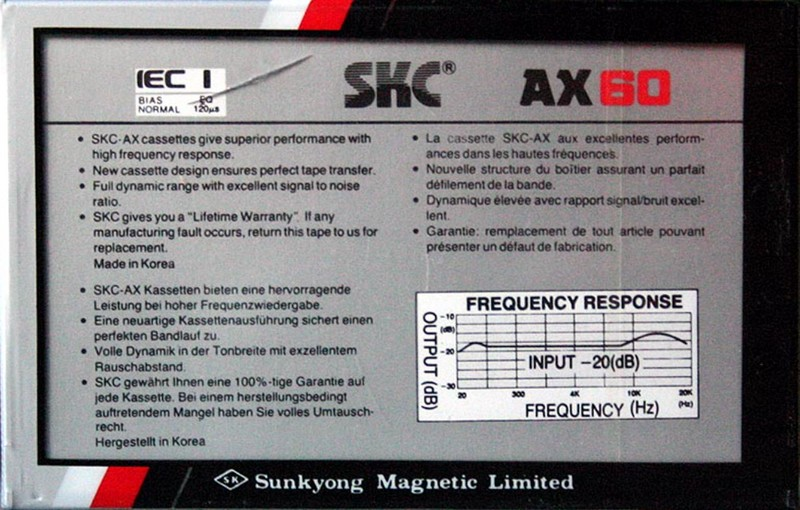 IEC I
BIAS EQ
NORMAL 120µs
SKC®
AX60
• SKC-AX cassettes give superior performance with
high frequency response.
• New cassette design ensures perfect tape transfer.
• Full dynamic range with excellent signal to noise
ratio.
• SKC gives you a "Lifetime Warranty". If any
manufacturing fault occurs, return this tape to us for
replacement.
Made in Korea
• SKC-AX Kassetten bieten eine hervorragende
Leistung bei hoher Frequenzwiedergabe.
• Eine neuartige Kassettenausführung sichert einen
perfekten Bandlauf zu.
• Volle Dynamik in der Tonbreite mit exzellentem
Rauschabstand.
• SKC gewährt Ihnen eine 100%-tige Garantie auf
jede Kassette. Bei einem herstellungsbedingt
auftretendem Mangel haben Sie volles Umtausch-
recht.
Hergestellt in Korea
• La cassette SKC-AX aux excellentes perform-
ances dans les hautes fréquences.
• Nouvelle structure du boîtier assurant un parfait
défilement de la bande.
• Dynamique élevée avec rapport signal/bruit excel-
lent.
• Garantie: remplacement de tout article pouvant
présenter un défaut de fabrication.
FREQUENCY RESPONSE
OUTPUT (dB)
-10
(dB)
-20
-30
INPUT -20(dB)
20 300 4K 10K 20K
FREQUENCY (Hz) (Hz)
SK Sunkyong Magnetic Limited